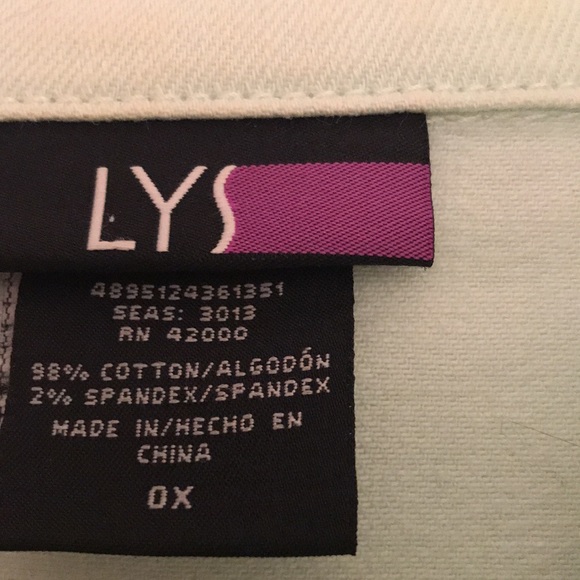 LYS
4895124361351
SEAS: 3013
RN 42000
98% COTTON/ALGODÓN
2% SPANDEX/SPANDEX
MADE IN/HECHO EN
CHINA
0X